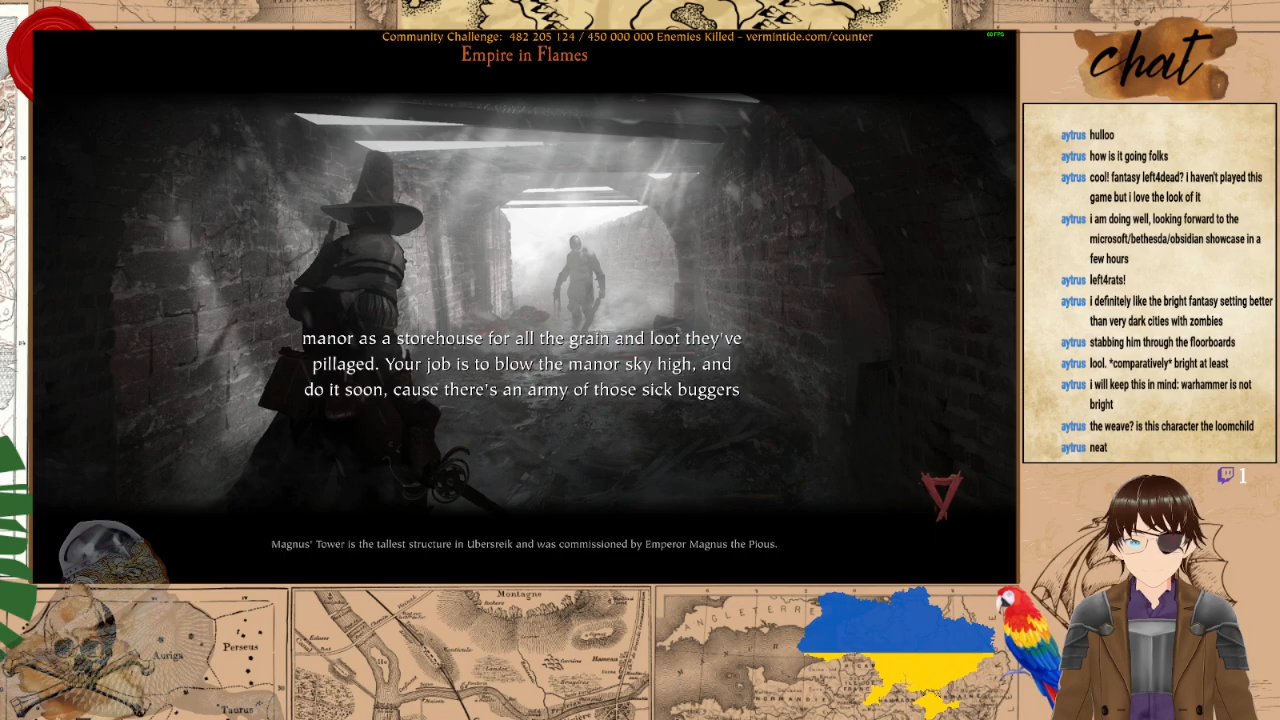 Community Challenge: 482 205 124 / 450 000 000 Enemies Killed - vermintide.com/counter
60 FPS
Empire in Flames
manor as a storehouse for all the grain and loot they've
pillaged. Your job is to blow the manor sky high, and
do it soon, cause there's an army of those sick buggers
Magnus' Tower is the tallest structure in Ubersreik and was commissioned by Emperor Magnus the Pious.
chat
aytrus hulloo
aytrus how is it going folks
aytrus cool! fantasy left4dead? i haven't played this
game but i love the look of it
aytrus i am doing well, looking forward to the
microsoft/bethesda/obsidian showcase in a
few hours
aytrus left4rats!
aytrus i definitely like the bright fantasy setting better
than very dark cities with zombies
aytrus stabbing him through the floorboards
aytrus lool. *comparatively* bright at least
aytrus i will keep this in mind: warhammer is not
bright
aytrus the weave? is this character the loomchild
aytrus neat
1
Auriga
Perseus
Taurus
Montagne